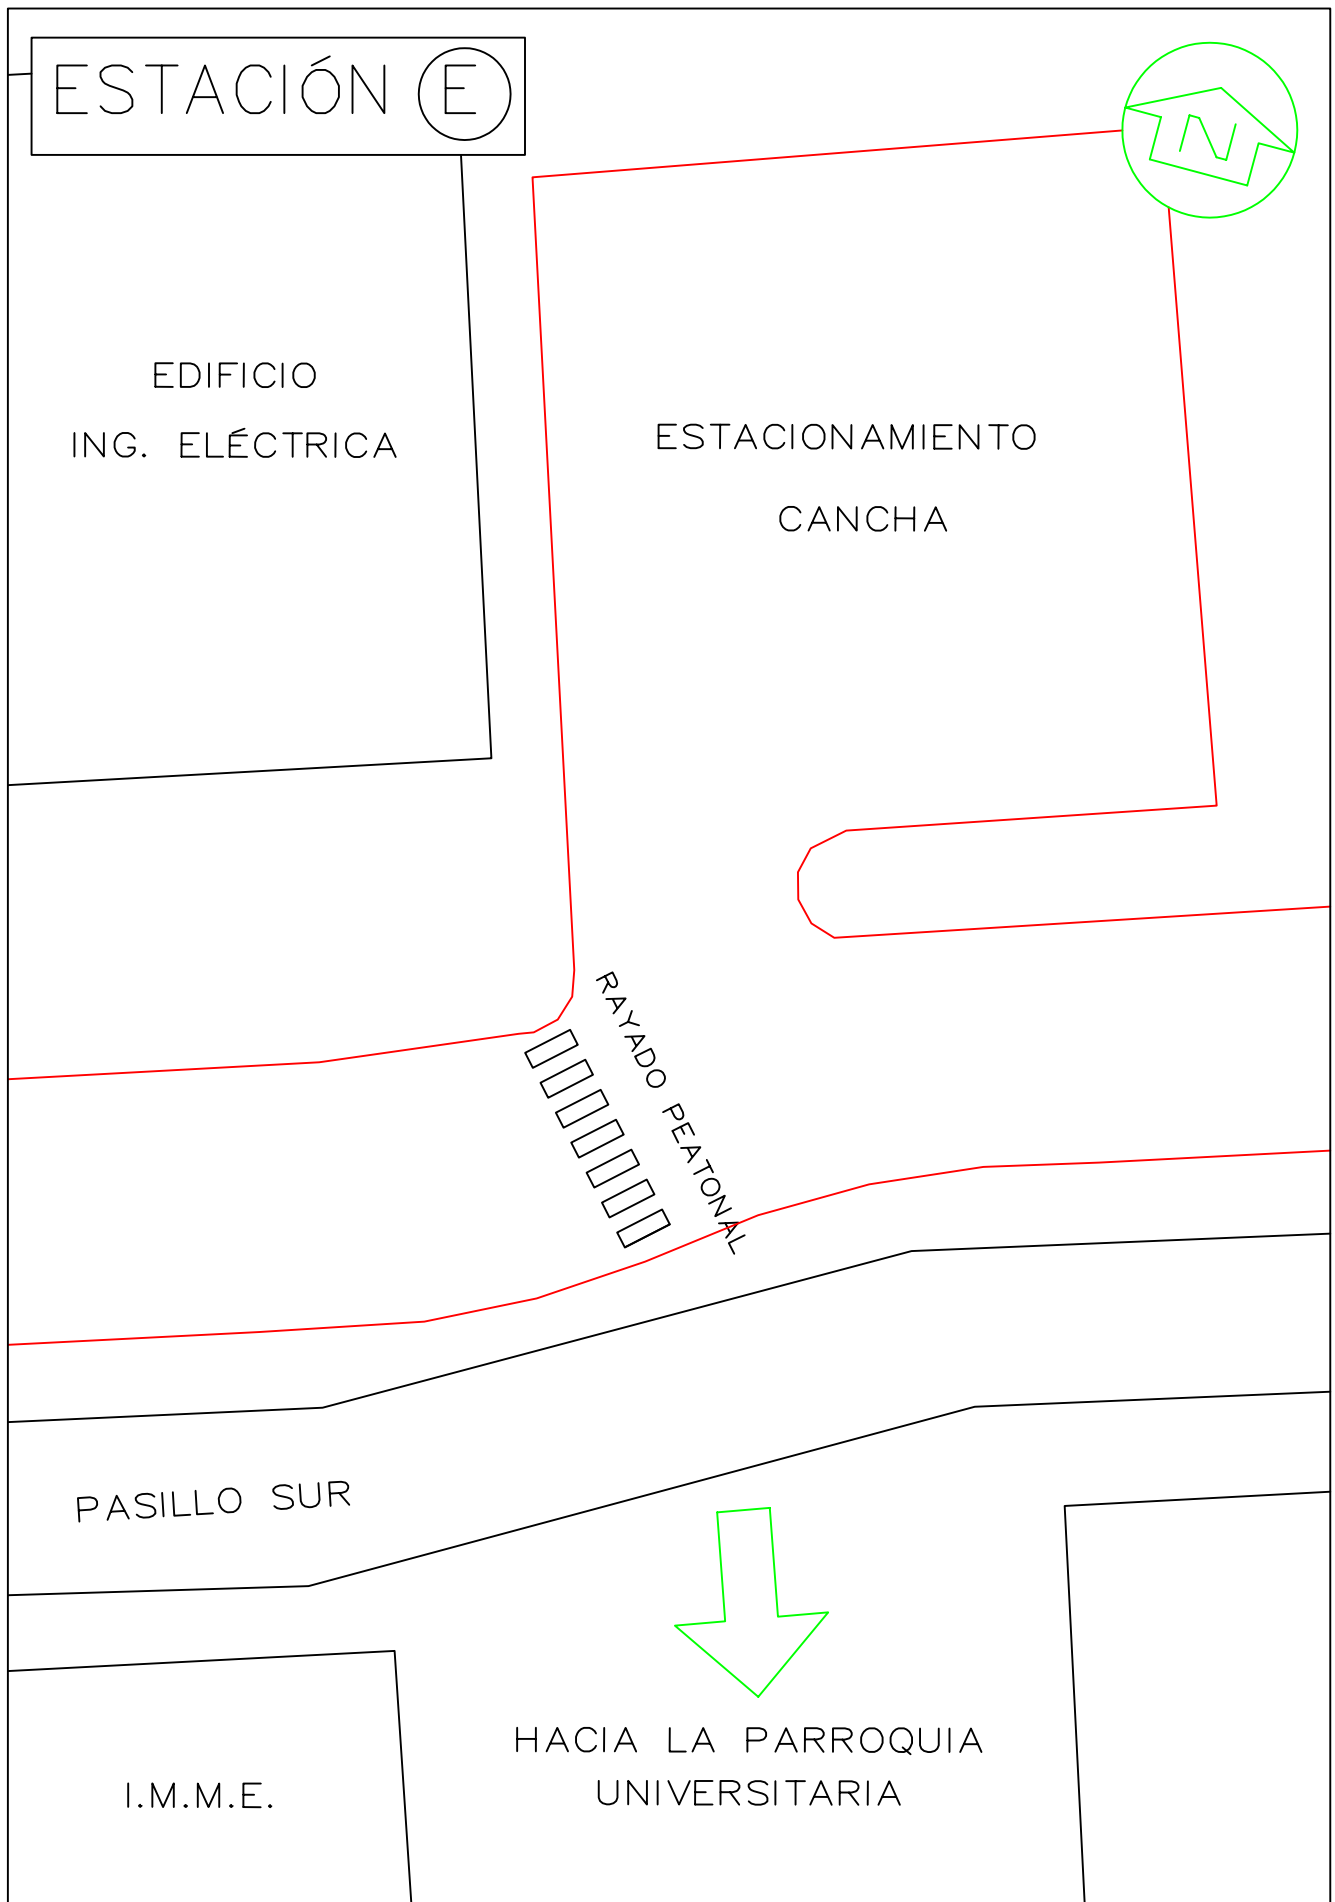 ESTACIÓN E
N
EDIFICIO
ING. ELÉCTRICA
ESTACIONAMIENTO
CANCHA
RAYADO PEATONAL
PASILLO SUR
HACIA LA PARROQUIA
UNIVERSITARIA
I.M.M.E.